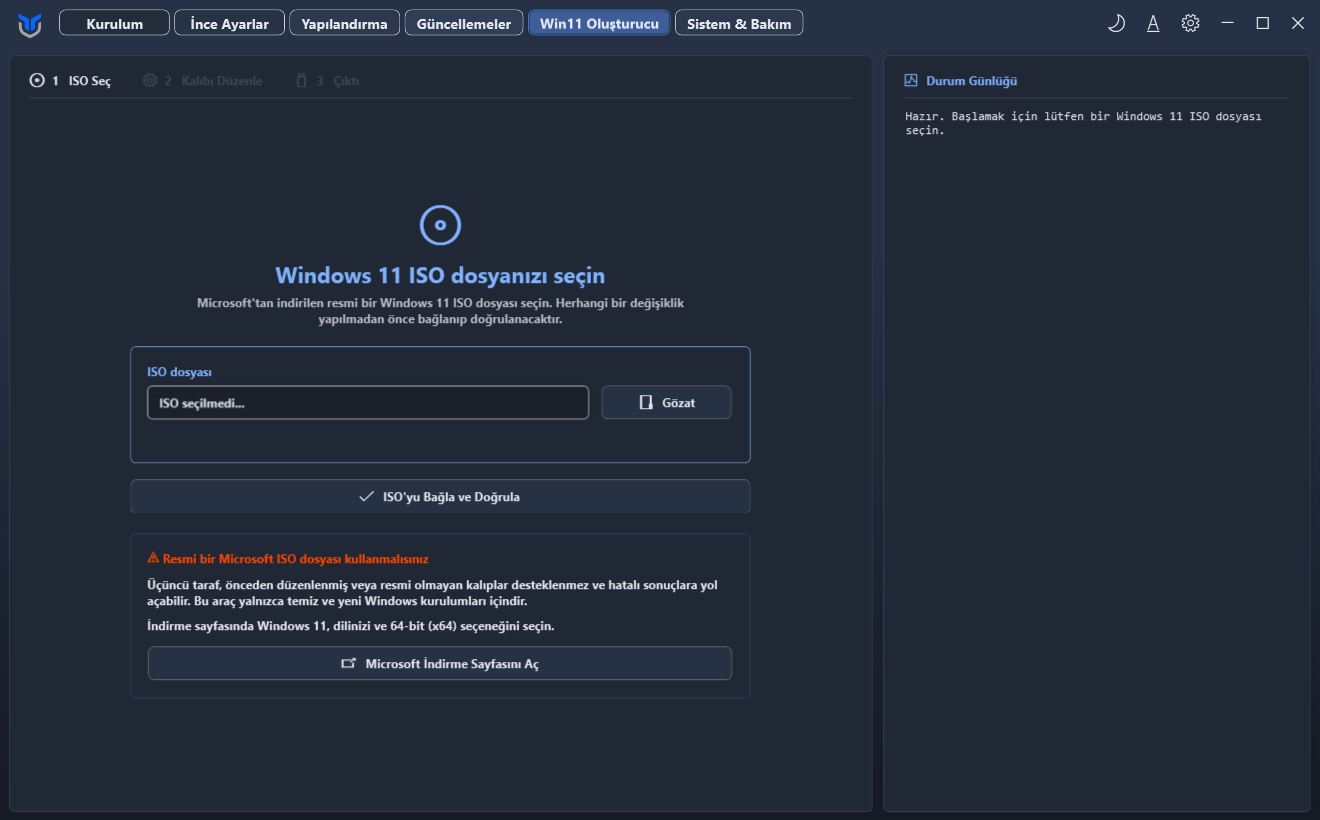 Kurulum
İnce Ayarlar
Yapılandırma
Güncellemeler
Win11 Oluşturucu
Sistem & Bakım
1 ISO Seç
2 Kalıbı Düzenle
3 Çıktı
Windows 11 ISO dosyanızı seçin
Microsoft'tan indirilen resmi bir Windows 11 ISO dosyası seçin. Herhangi bir değişiklik
yapılmadan önce bağlanıp doğrulanacaktır.
ISO dosyası
ISO seçilmedi...
Gözat
ISO'yu Bağla ve Doğrula
⚠ Resmi bir Microsoft ISO dosyası kullanmalısınız
Üçüncü taraf, önceden düzenlenmiş veya resmi olmayan kalıplar desteklenmez ve hatalı sonuçlara yol
açabilir. Bu araç yalnızca temiz ve yeni Windows kurulumları içindir.
İndirme sayfasında Windows 11, dilinizi ve 64-bit (x64) seçeneğini seçin.
Microsoft İndirme Sayfasını Aç
Durum Günlüğü
Hazır. Başlamak için lütfen bir Windows 11 ISO dosyası
seçin.